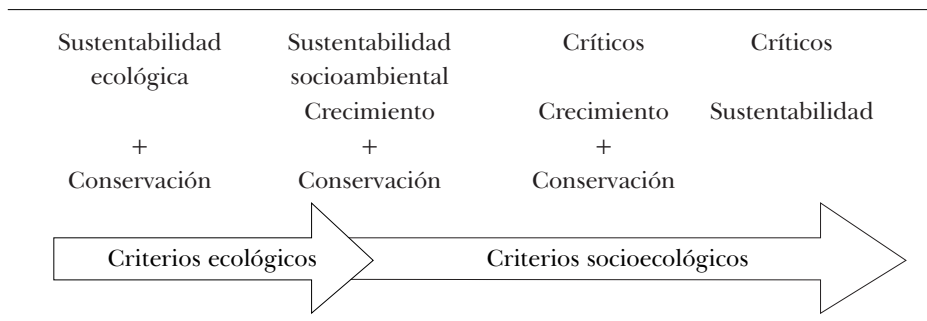 Sustentabilidad Sustentabilidad Críticos Críticos
ecológica socioambiental
Crecimiento Crecimiento Sustentabilidad
+ + +
Conservación Conservación Conservación
Criterios ecológicos Criterios socioecológicos